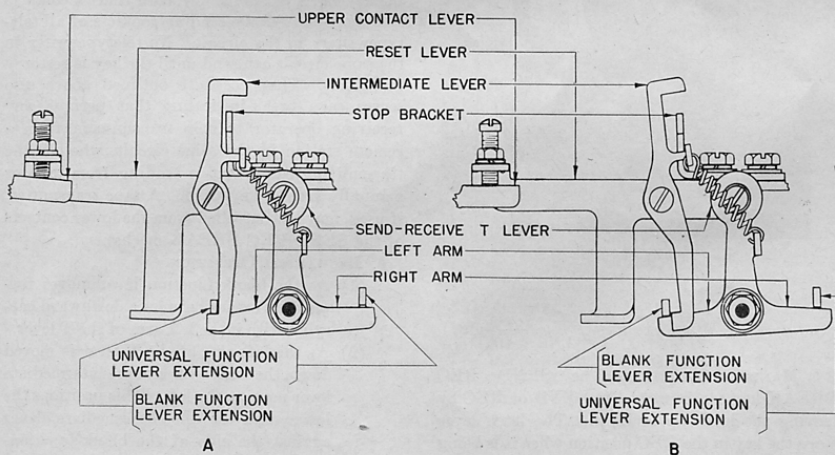 UPPER CONTACT LEVER
RESET LEVER
INTERMEDIATE LEVER
STOP BRACKET
SEND-RECEIVE T LEVER
LEFT ARM
RIGHT ARM
UNIVERSAL FUNCTION
LEVER EXTENSION
BLANK FUNCTION
LEVER EXTENSION
A
BLANK FUNCTION
LEVER EXTENSION
UNIVERSAL FUNCTION
LEVER EXTENSION
B